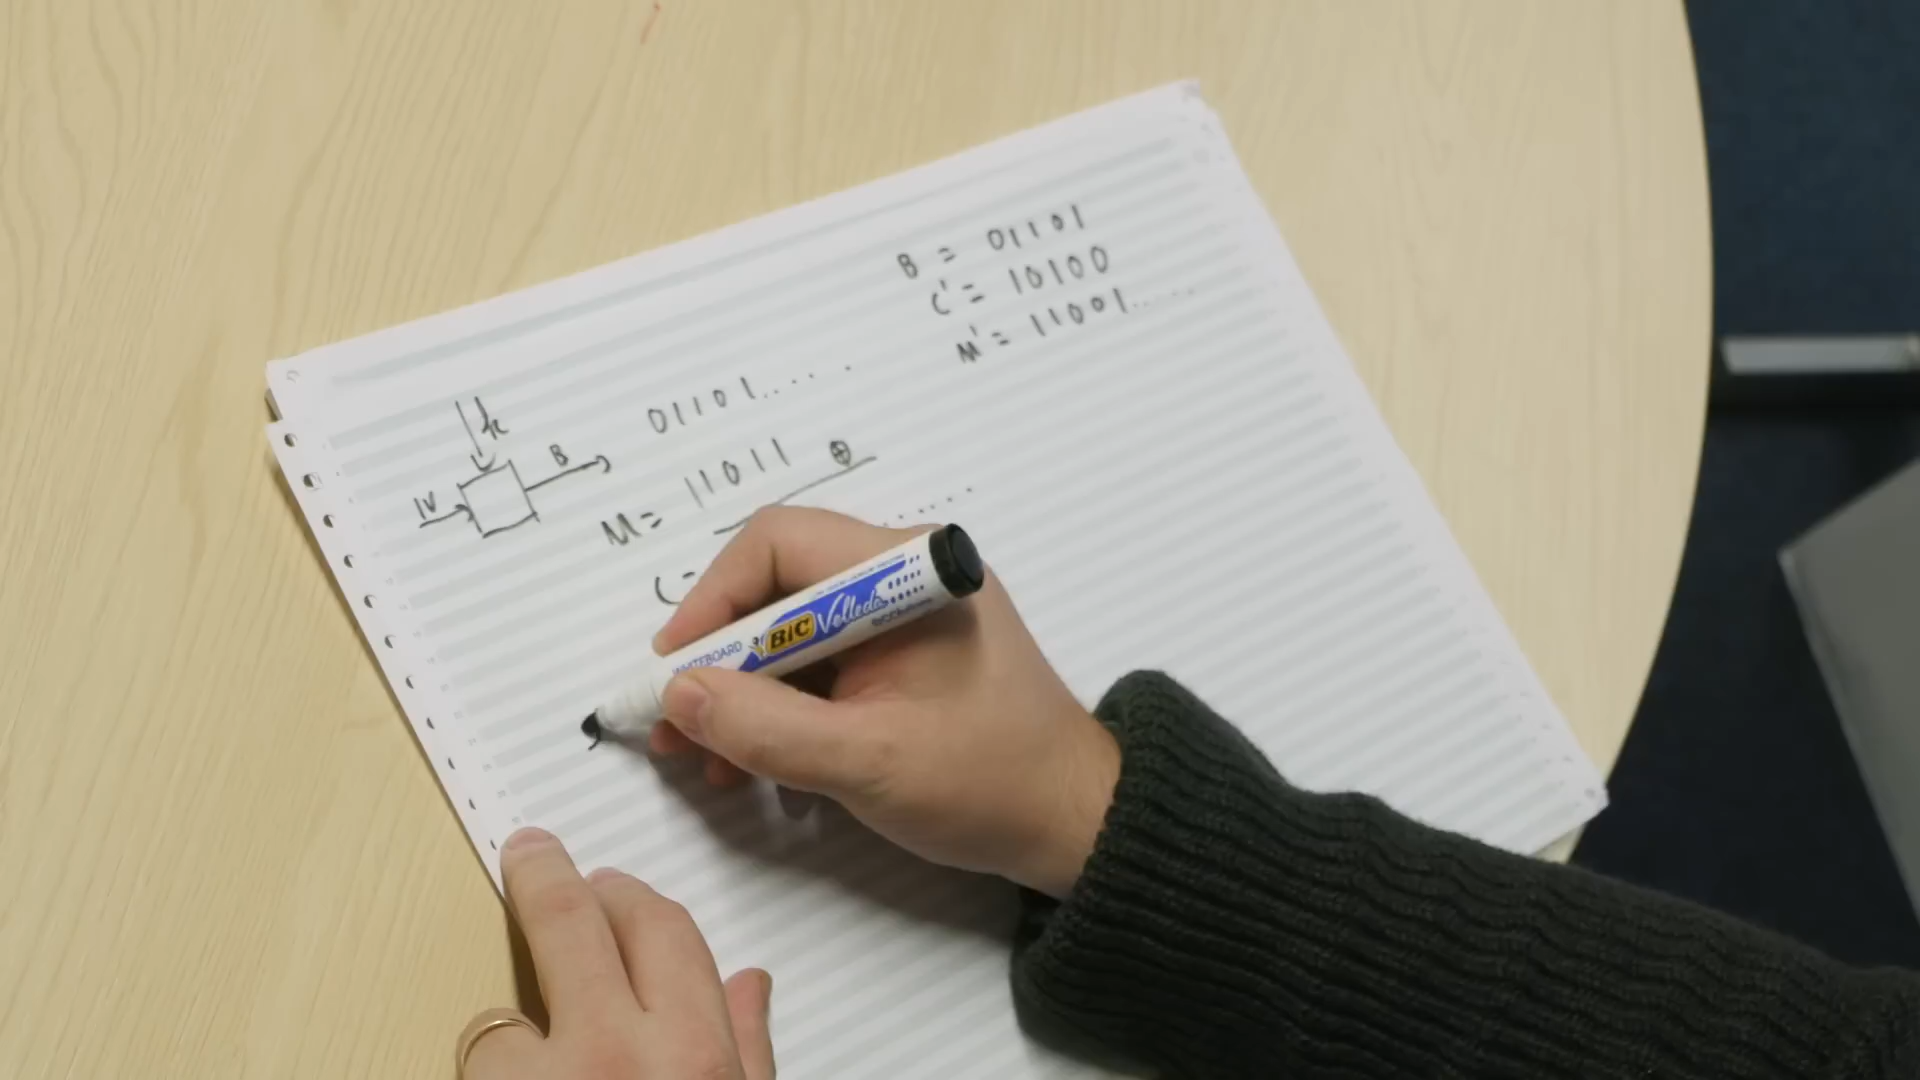 B = 01101
C' = 10100
M' = 11001.....
k
IV
B
01101.....
M = 11011 ⊕
C =
WHITEBOARD
BIC Velleda